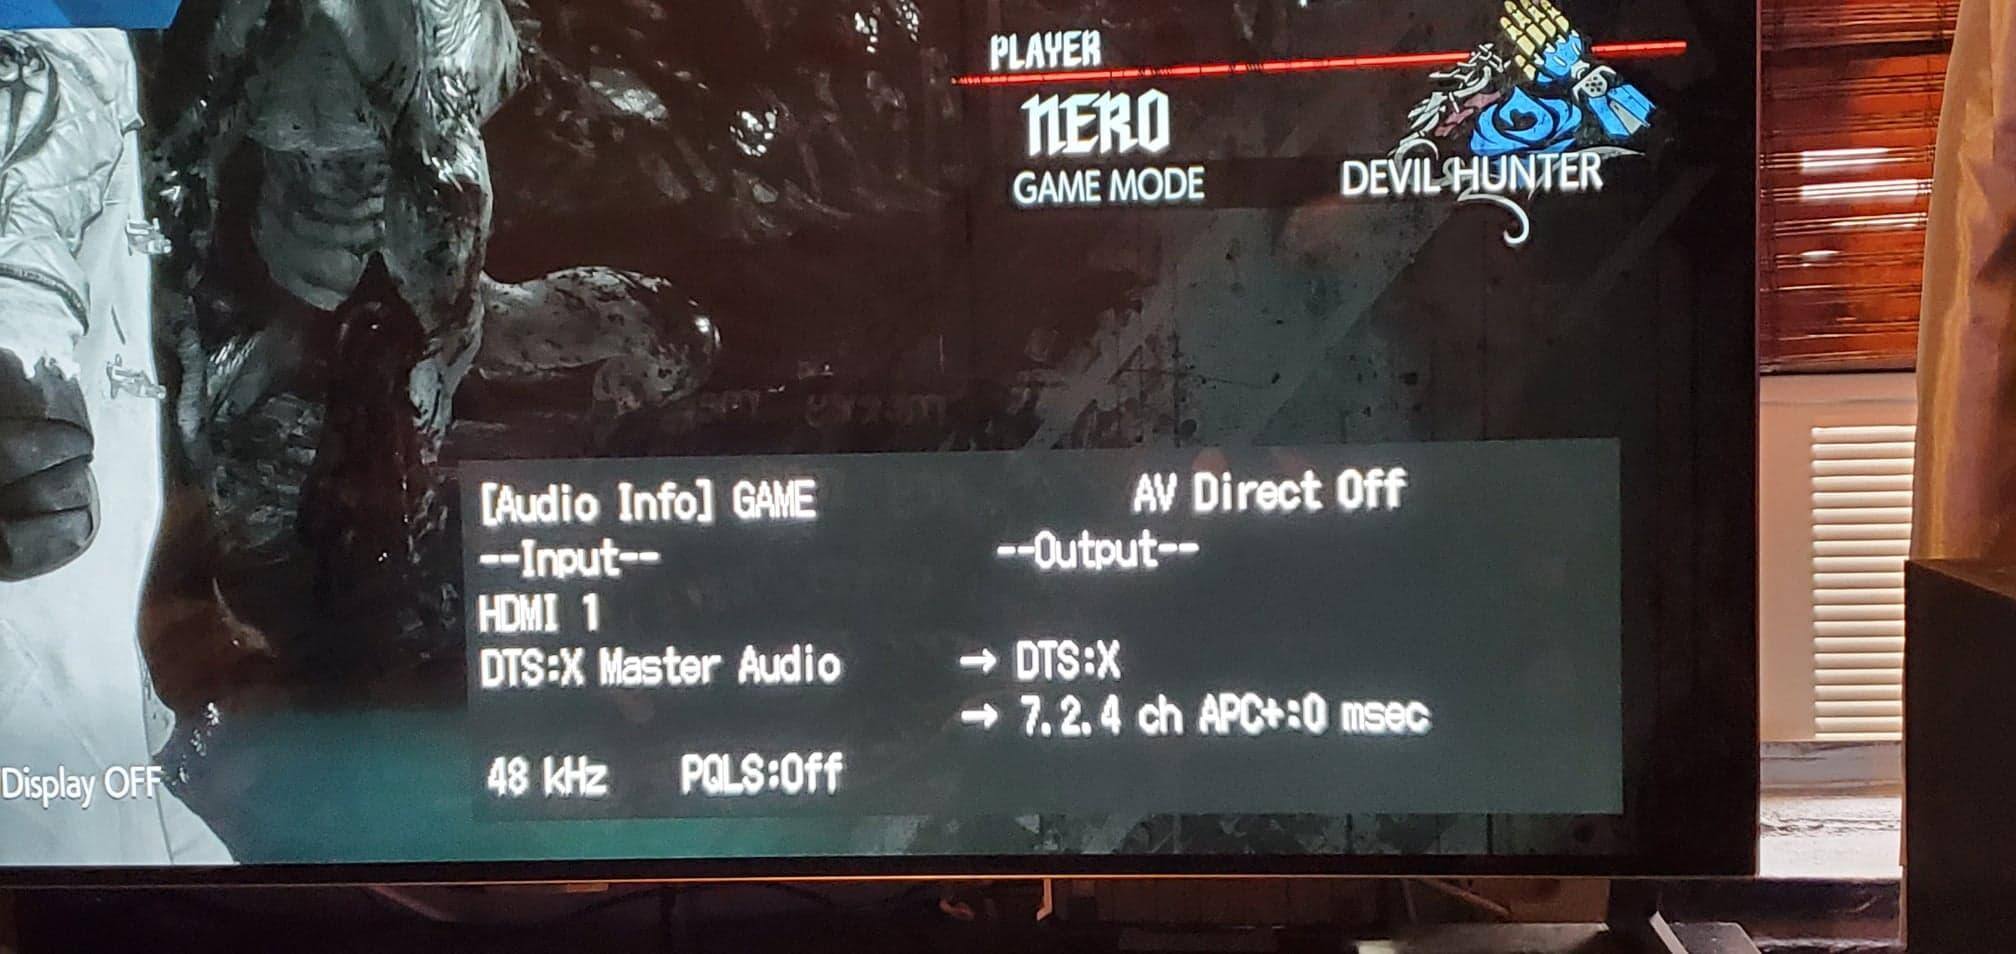 PLAYER
NERO
GAME MODE
DEVIL HUNTER
[Audio Info] GAME AV Direct Off
--Input-- --Output--
HDMI 1
DTS:X Master Audio → DTS:X
→ 7.2.4 ch APC+:0 msec
48 kHz PQLS:Off
Display OFF